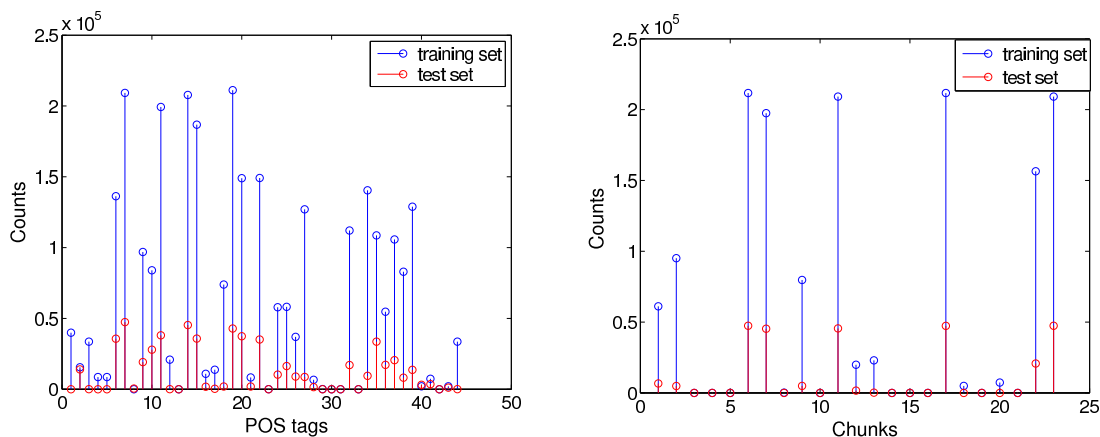 x 10^5
2.5
2
1.5
1
0.5
0
0 10 20 30 40 50
Counts
POS tags
training set
test set
x 10^5
2.5
2
1.5
1
0.5
0
0 5 10 15 20 25
Counts
Chunks
training set
test set